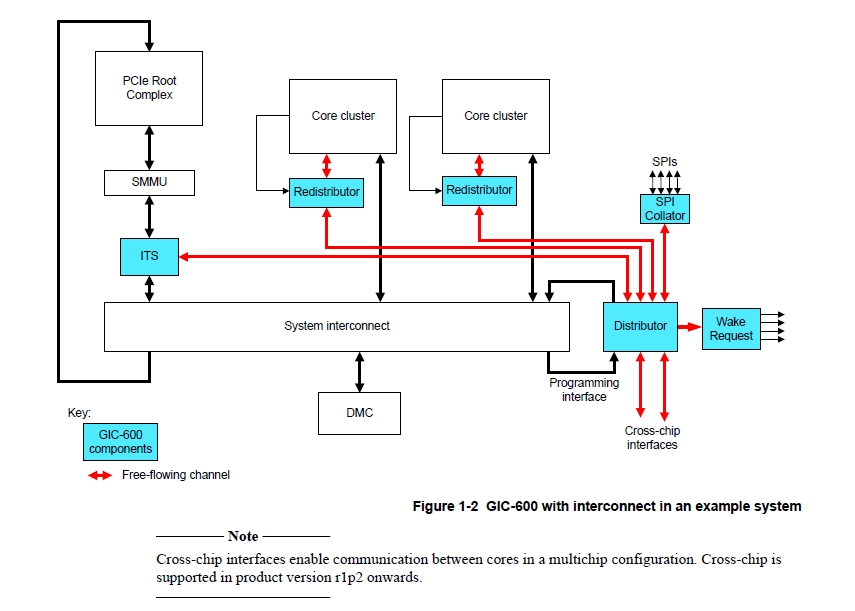 PCIe Root
Complex
Core cluster
Core cluster
SPIs
SMMU
Redistributor
Redistributor
SPI
Collator
ITS
System interconnect
Distributor
Wake
Request
Programming
interface
DMC
Key:
Cross-chip
interfaces
GIC-600
components
Free-flowing channel
Figure 1-2 GIC-600 with interconnect in an example system
Note
Cross-chip interfaces enable communication between cores in a multichip configuration. Cross-chip is
supported in product version r1p2 onwards.